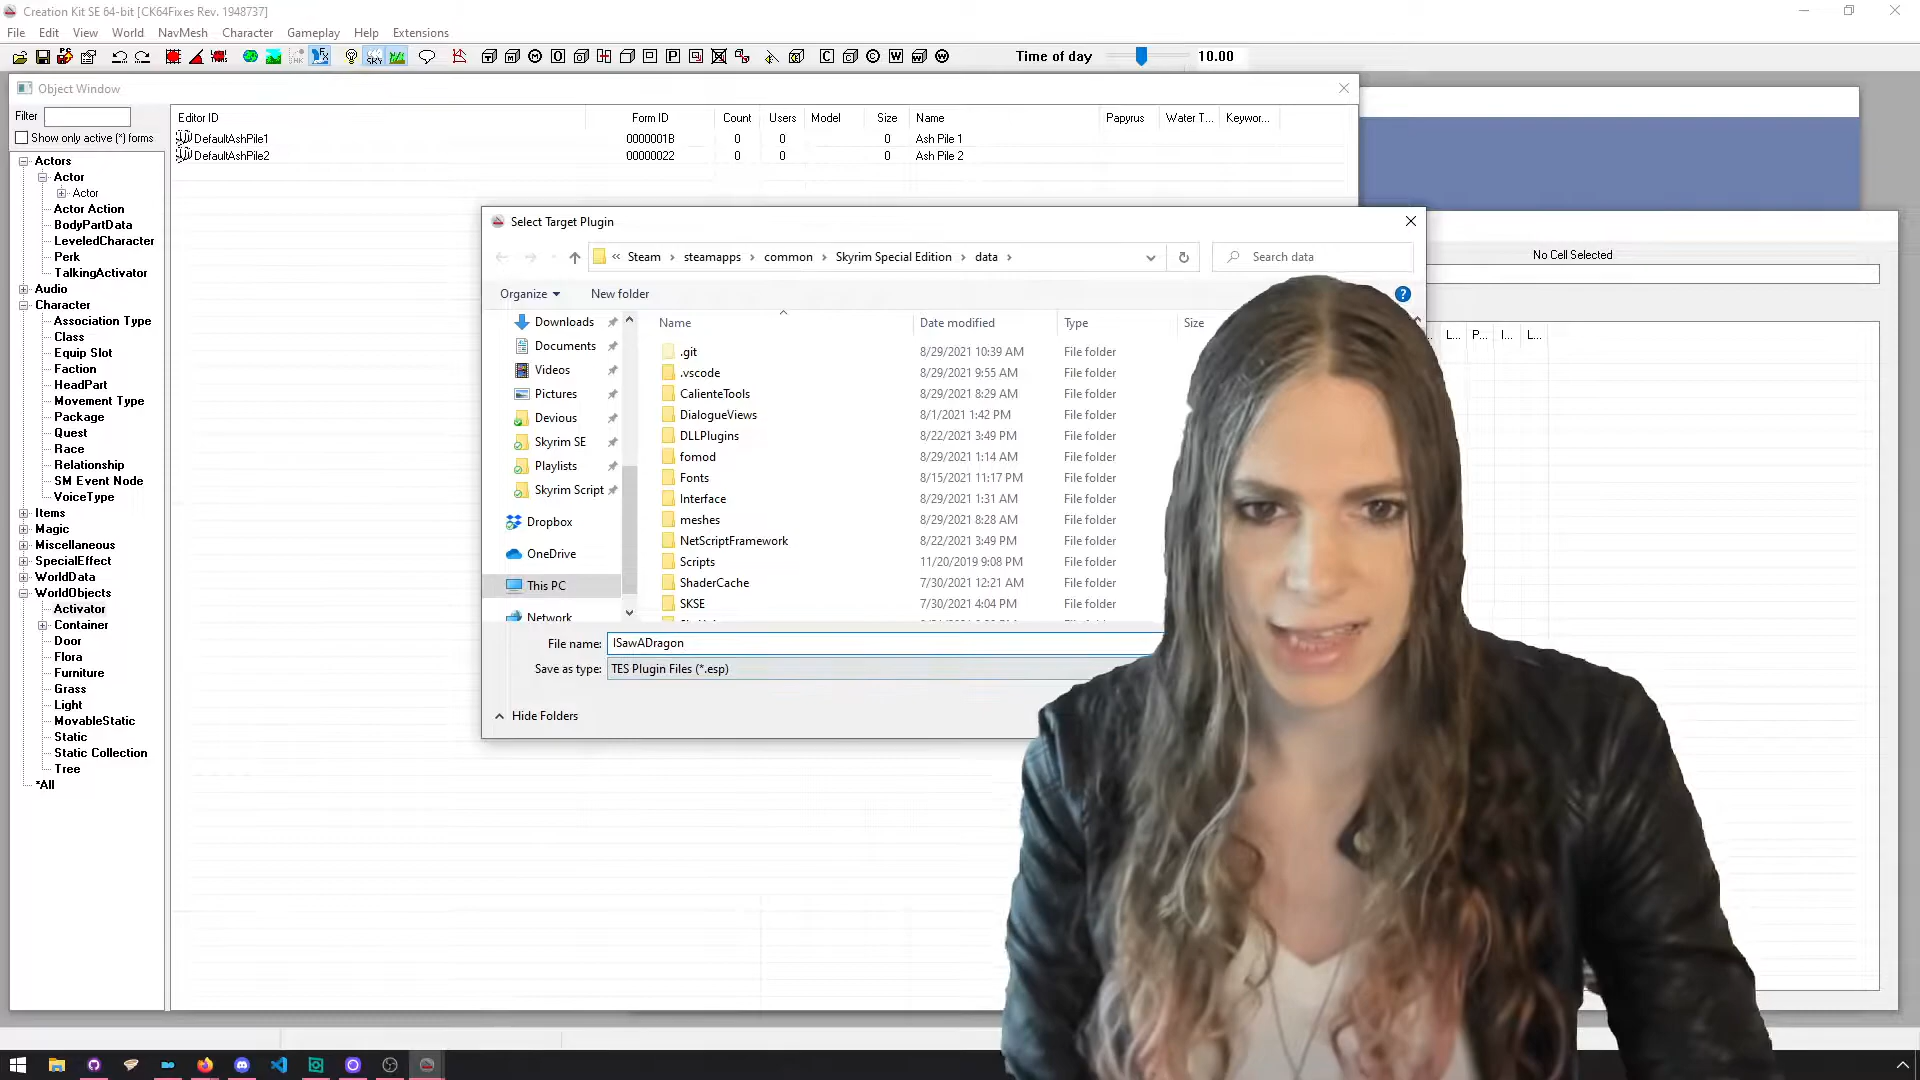 Creation Kit SE 64-bit [CK64Fixes Rev. 1948737]
File Edit View World NavMesh Character Gameplay Help Extensions
Time of day 10.00
Object Window
Filter
Show only active (*) forms
Editor ID Form ID Count Users Model Size Name Papyrus Water T... Keywor...
DefaultAshPile1 0000001B 0 0 0 Ash Pile 1
DefaultAshPile2 00000022 0 0 0 Ash Pile 2
Actors
Actor
Actor
Actor Action
BodyPartData
LeveledCharacter
Perk
TalkingActivator
Audio
Character
Association Type
Class
Equip Slot
Faction
HeadPart
Movement Type
Package
Quest
Race
Relationship
SM Event Node
VoiceType
Items
Magic
Miscellaneous
SpecialEffect
WorldData
WorldObjects
Activator
Container
Door
Flora
Furniture
Grass
Light
MovableStatic
Static
Static Collection
Tree
*All
Select Target Plugin
« Steam › steamapps › common › Skyrim Special Edition › data ›
Search data
Organize New folder
Downloads
Documents
Videos
Pictures
Devious
Skyrim SE
Playlists
Skyrim Script
Dropbox
OneDrive
This PC
Network
Name Date modified Type Size
.git 8/29/2021 10:39 AM File folder
.vscode 8/29/2021 9:55 AM File folder
CalienteTools 8/29/2021 8:29 AM File folder
DialogueViews 8/1/2021 1:42 PM File folder
DLLPlugins 8/22/2021 3:49 PM File folder
fomod 8/29/2021 1:14 AM File folder
Fonts 8/15/2021 11:17 PM File folder
Interface 8/29/2021 1:31 AM File folder
meshes 8/29/2021 8:28 AM File folder
NetScriptFramework 8/22/2021 3:49 PM File folder
Scripts 11/20/2019 9:08 PM File folder
ShaderCache 7/30/2021 12:21 AM File folder
SKSE 7/30/2021 4:04 PM File folder
File name: ISawADragon
Save as type: TES Plugin Files (*.esp)
Hide Folders
No Cell Selected
L... P... I... L...